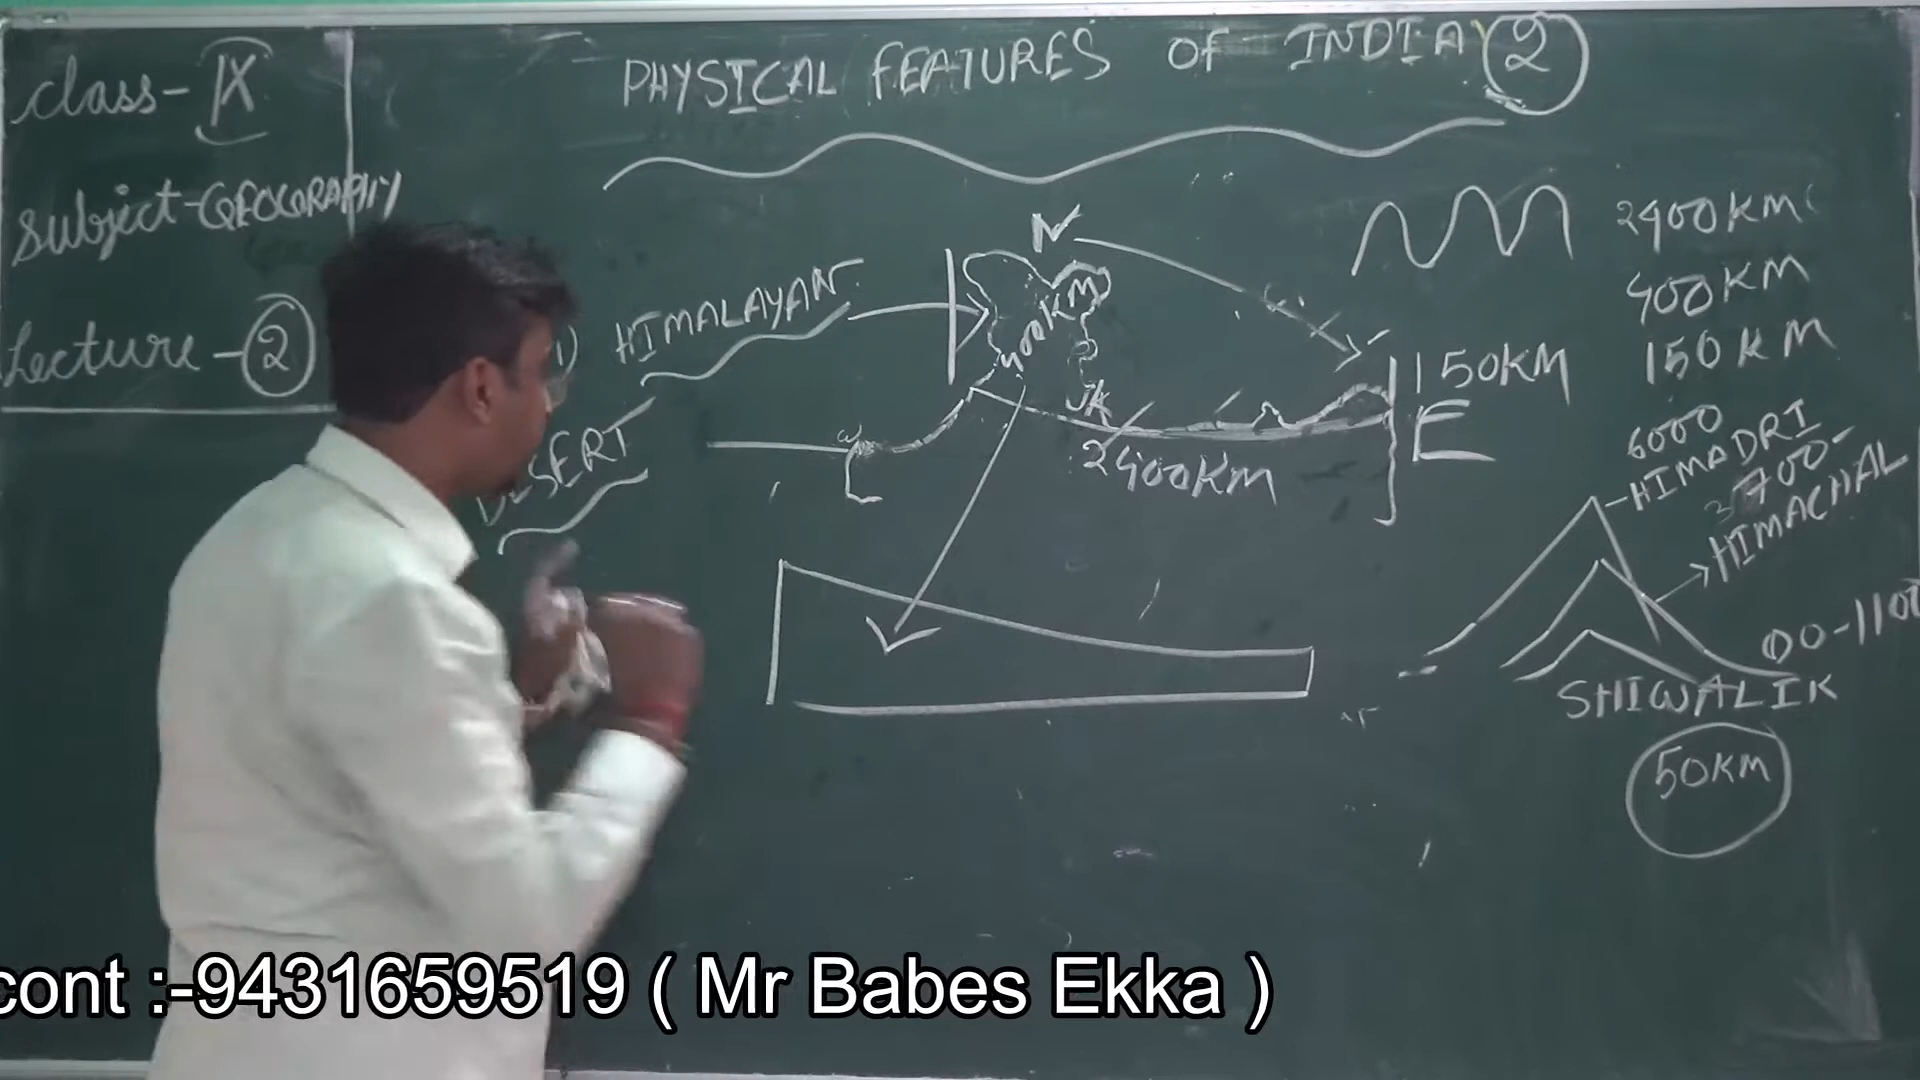 class - IX
Subject - GEOGRAPHY
Lecture - 2
PHYSICAL FEATURES OF INDIA 2
1) HIMALAYAN
DESERT
N
400KM
JK
2400KM
150KM
E
2400KM
400KM
150KM
6000
HIMADRI
3700-
HIMACHAL
00-1100
SHIWALIK
50KM
cont :-9431659519 ( Mr Babes Ekka )